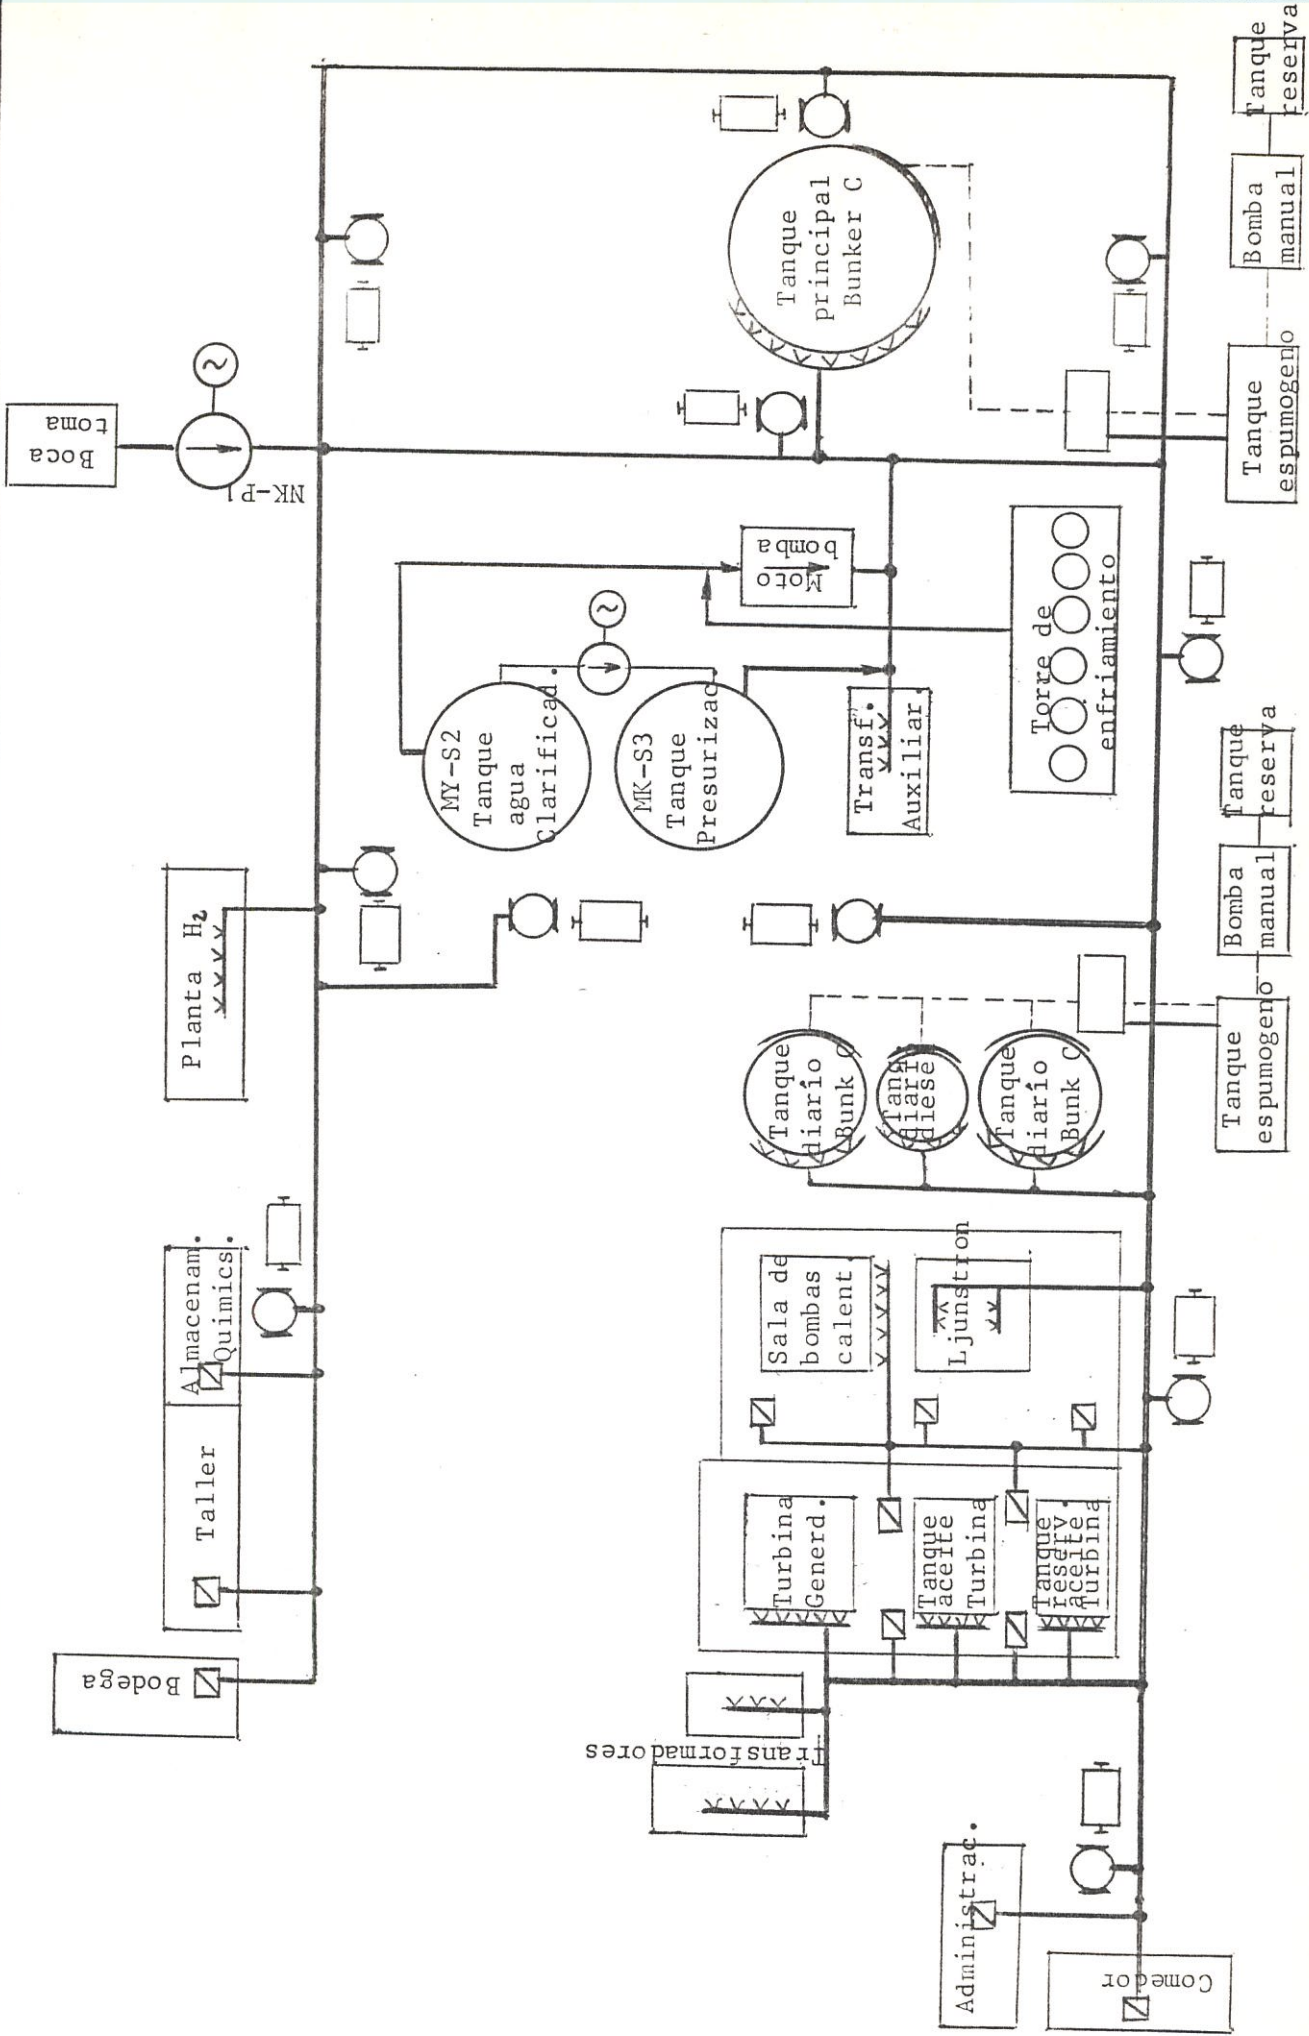 Boca
toma
NK-P1
Tanque
principal
Bunker C
Tanque
reserva
Bomba
manual
Tanque
espumogeno
Moto
bomba
MY-S2
Tanque
agua
Clarificad.
MK-S3
Tanque
Presurizac
Transf.
Auxiliar.
Torre de
enfriamiento
Planta H₂
Tanque
reserva
Bomba
manual
Tanque
espumogeno
Tanque
diario
Bunk C
Tanq
diari
diese
Tanque
diario
Bunk C
Almacenam.
Quimics.
Taller
Bodega
Sala de
bombas
calent.
Ljunstron
Turbina
Generd.
Tanque
aceite
Turbina
Tanque
reserv.
aceite
Turbina
Transformadores
Administrac.
Comedor